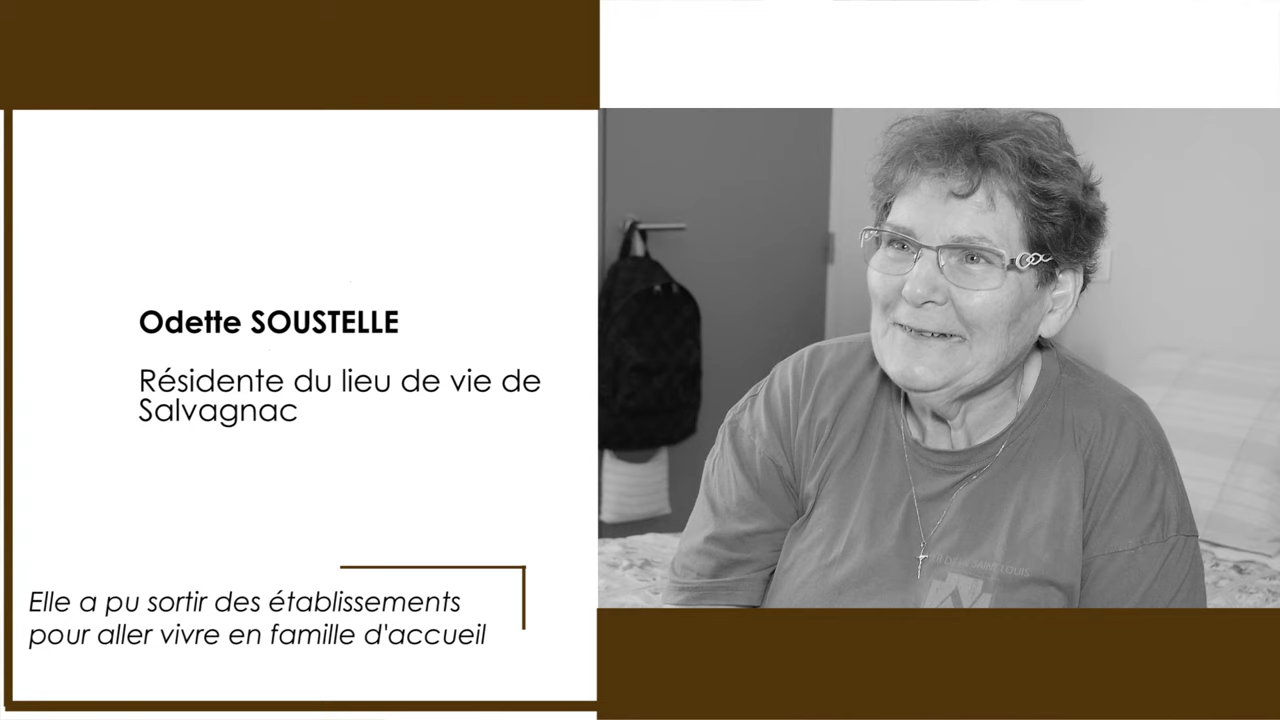 Odette SOUSTELLE
Résidente du lieu de vie de
Salvagnac
Elle a pu sortir des établissements
pour aller vivre en famille d'accueil